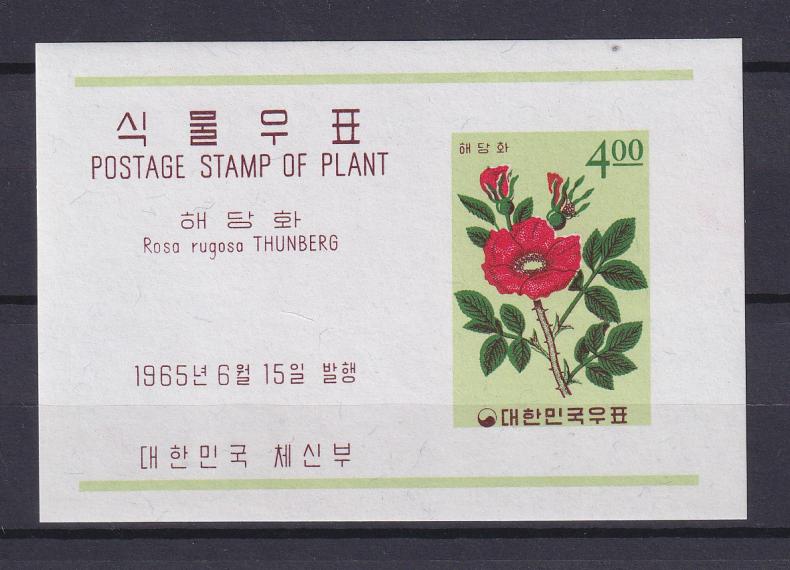 식물우표
POSTAGE STAMP OF PLANT
해당화
Rosa rugosa THUNBERG
1965년 6월 15일 발행
대한민국 체신부
해당화
4.00
대한민국우표